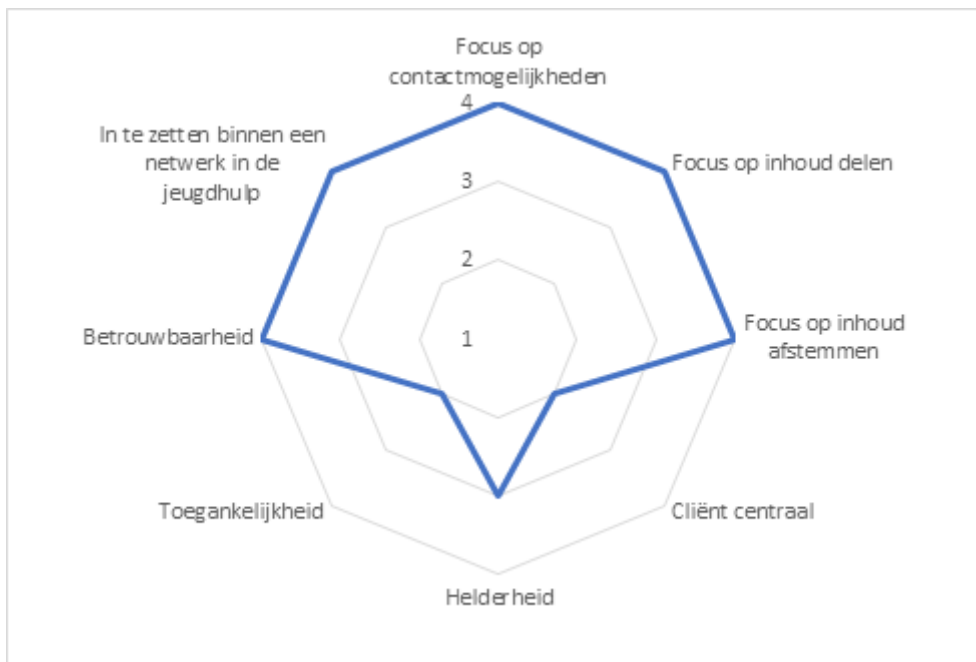 Focus op
contactmogelijkheden
4
In te zetten binnen een
netwerk in de
jeugdhulp
Focus op inhoud delen
3
2
Betrouwbaarheid
1
Focus op inhoud
afstemmen
Toegankelijkheid
Cliënt centraal
Helderheid